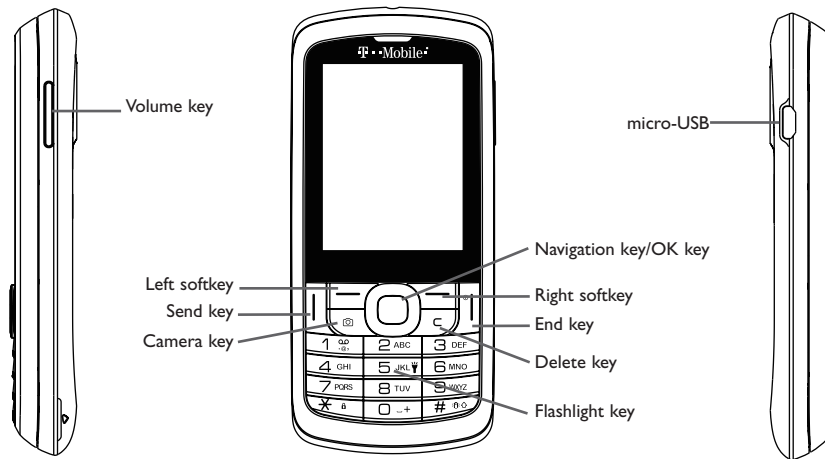 T··Mobile·
Volume key
micro-USB
Navigation key/OK key
Left softkey
Right softkey
Send key
End key
Camera key
Delete key
Flashlight key
1
2 ABC
3 DEF
4 GHI
5 JKL
6 MNO
7 PQRS
8 TUV
9 WXYZ
* 
0 _ +
#